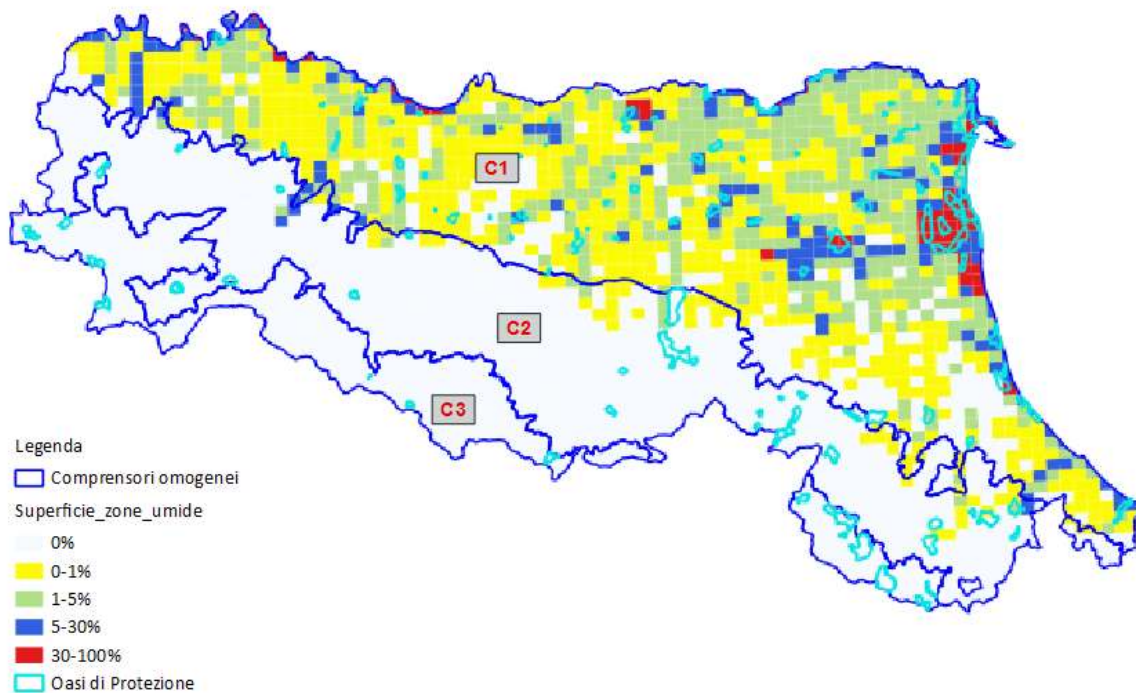 C1
C2
C3
Legenda
Comprensori omogenei
Superficie_zone_umide
0%
0-1%
1-5%
5-30%
30-100%
Oasi di Protezione